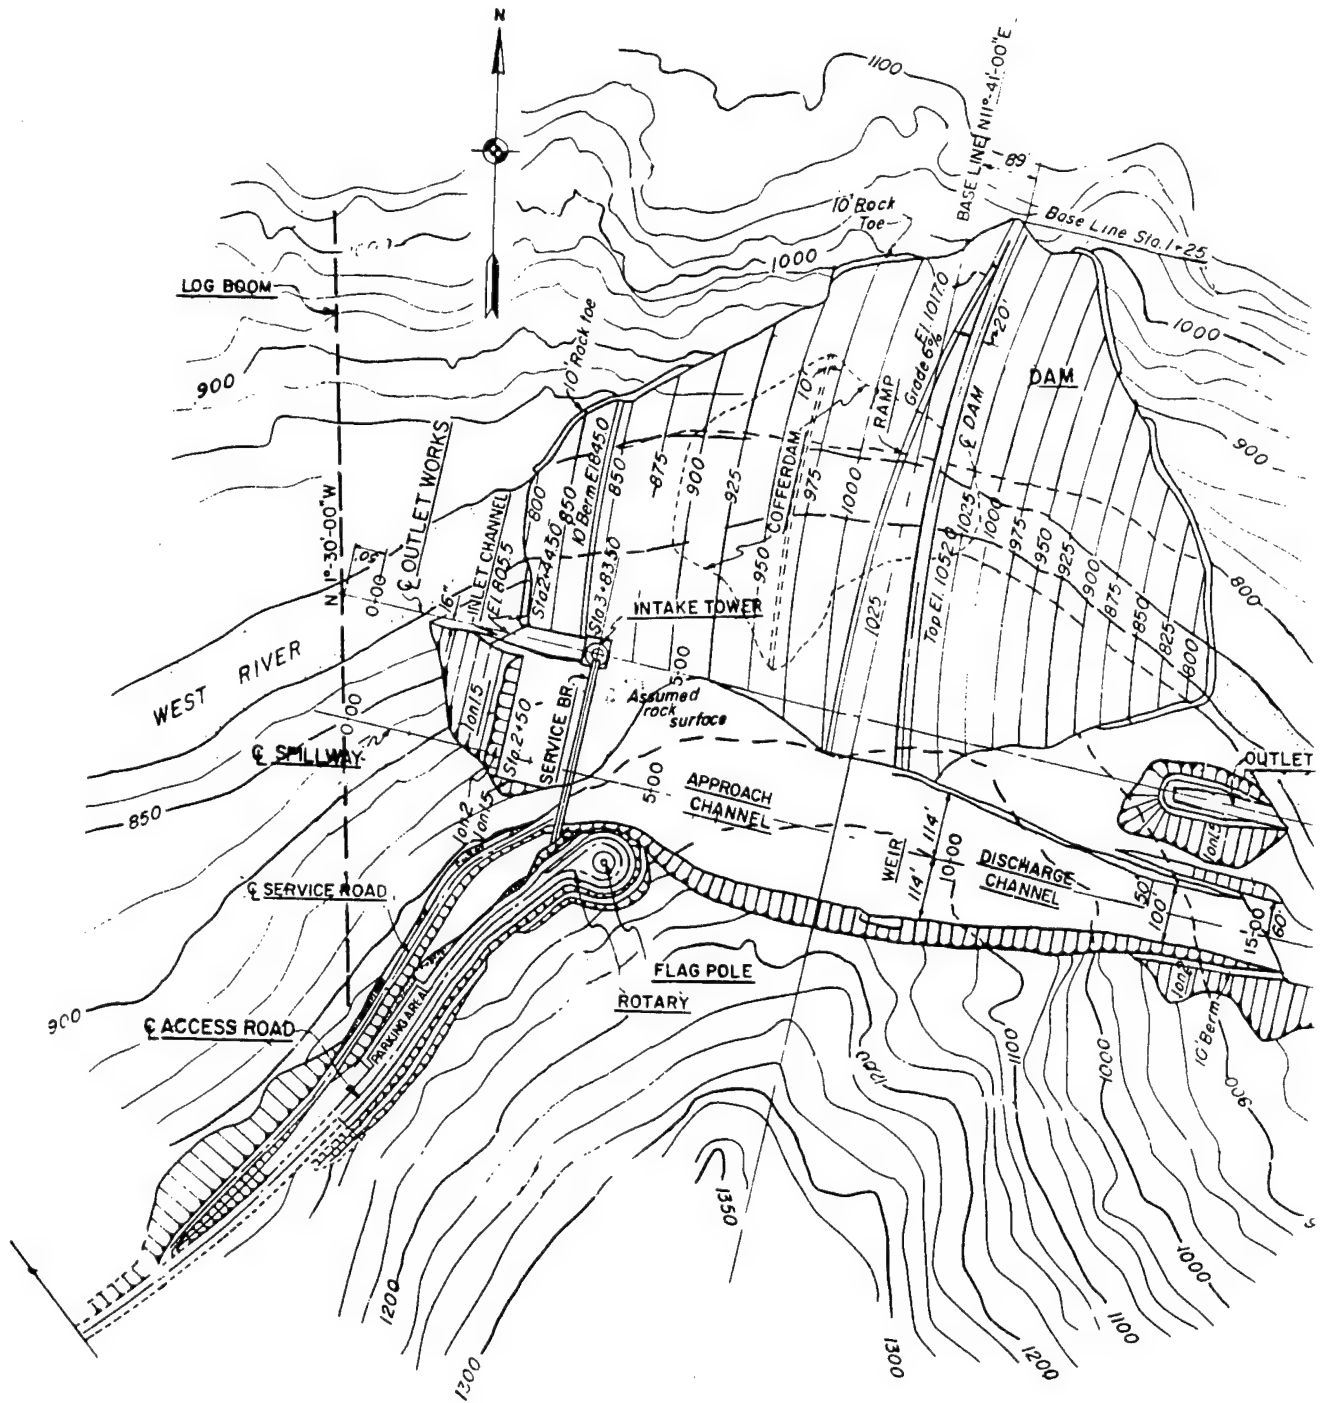 N
1100
BASE LINE N11°-41'-00"E
89
10' Rock
Toe
Base Line Sta. 1+25
1000
LOG BOOM
El. 1017.0
Grade 6%
20'
1000
10' Rock toe
10'
DAM
900
RAMP
℄ DAM
900
℄ OUTLET WORKS
INLET CHANNEL
El. 805.5
16"
800
Sta. 2+44.50
850
10' Berm El 845.0
850
Sta. 3+83.50
875
900
925
COFFERDAM
950
975
1000
1025
Top El. 1052.0
1025
1000
975
950
925
900
875
850
825
800
800
N 1°-30'-00" W
50
0+00
INTAKE TOWER
WEST RIVER
1 on 1.5
Sta. 2+50
SERVICE BR.
Assumed
rock
surface
5+00
0+00
℄ SPILLWAY
OUTLET
850
1 on 2
1 on 1.5
5+00
APPROACH
CHANNEL
1 on 1.5
WEIR
114'
114'
10+00
DISCHARGE
CHANNEL
50'
100'
15+00
60'
℄ SERVICE ROAD
FLAG POLE
ROTARY
900
℄ ACCESS ROAD
PARKING AREA
1 on 2
10' Berm
1200
1100
1000
900
1350
1000
1100
1200
1300
1200
1300